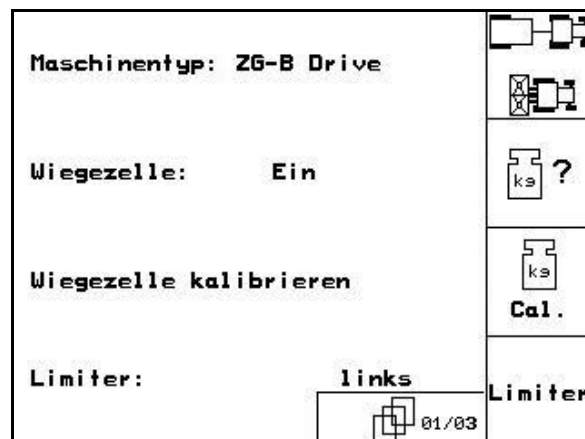 Maschinentyp: ZG-B Drive
Wiegezelle: Ein
kg ?
Wiegezelle kalibrieren
kg
Cal.
Limiter: links
Limiter
01/03